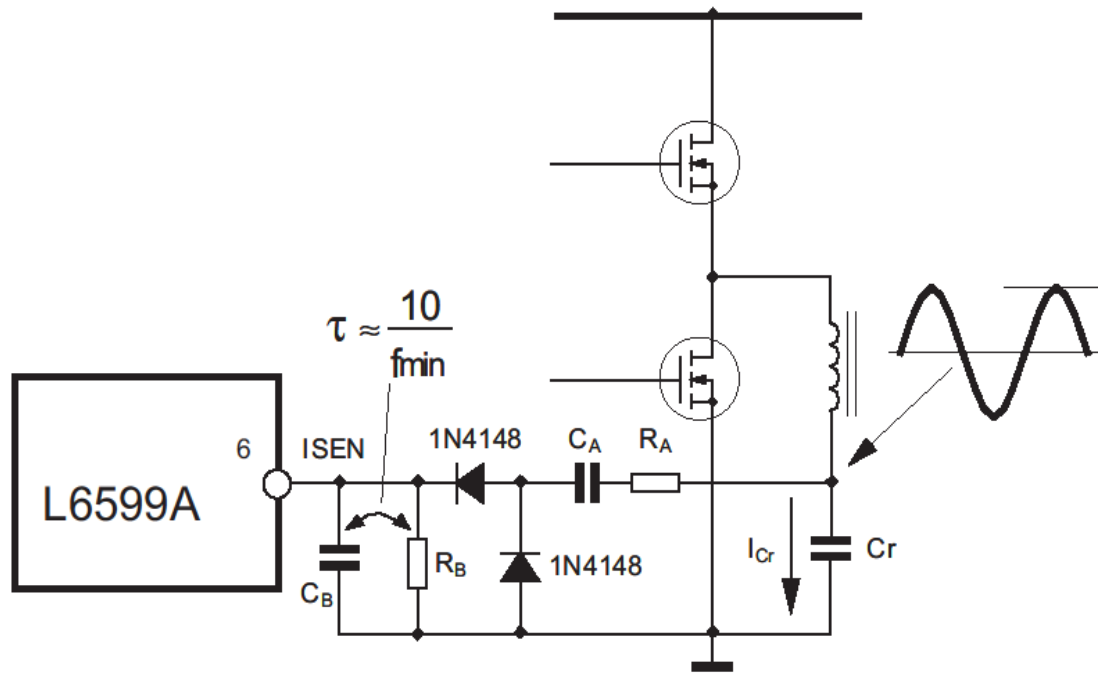 τ ≈ 10
fmin
6 ISEN 1N4148 CA RA
L6599A
CB RB 1N4148 ICr Cr